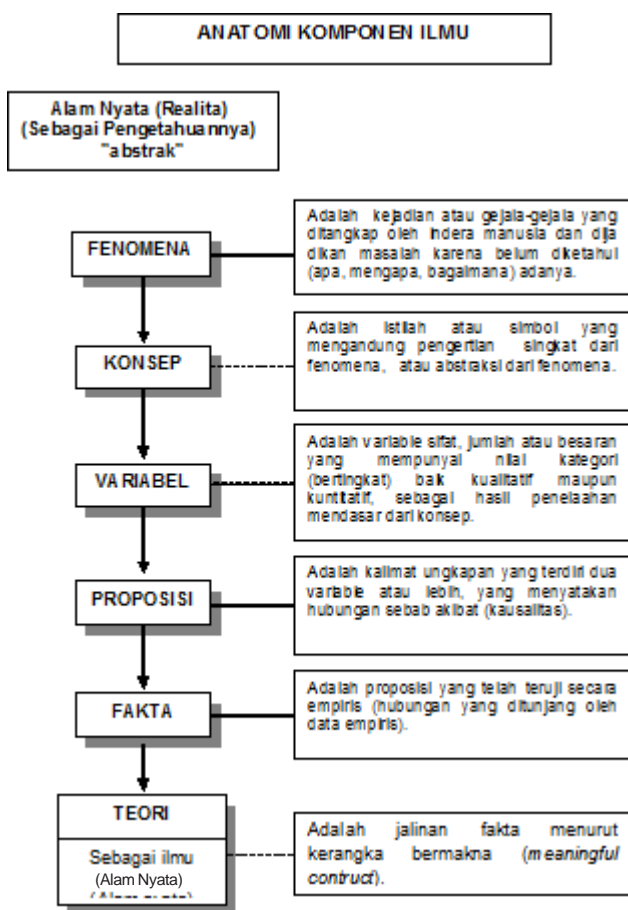 ANATOMI KOMPONEN ILMU
Alam Nyata (Realita)
(Sebagai Pengetahuannya)
"abstrak"
FENOMENA
Adalah kejadian atau gejala-gejala yang
ditangkap oleh indera manusia dan dija
dikan masalah karena belum diketahui
(apa, mengapa, bagaimana) adanya.
KONSEP
Adalah istilah atau simbol yang
mengandung pengertian singkat dari
fenomena, atau abstraksi dari fenomena.
VARIABEL
Adalah variable sifat, jumlah atau besaran
yang mempunyai nilai kategori
(bertingkat) baik kualitatif maupun
kuntitatif, sebagai hasil penelaahan
mendasar dari konsep.
PROPOSISI
Adalah kalimat ungkapan yang terdiri dua
variable atau lebih, yang menyatakan
hubungan sebab akibat (kausalitas).
FAKTA
Adalah proposisi yang telah teruji secara
empiris (hubungan yang ditunjang oleh
data empiris).
TEORI
Sebagai ilmu
(Alam Nyata)
(Alam nyata)
Adalah jalinan fakta menurut
kerangka bermakna (meaningful
contruct).